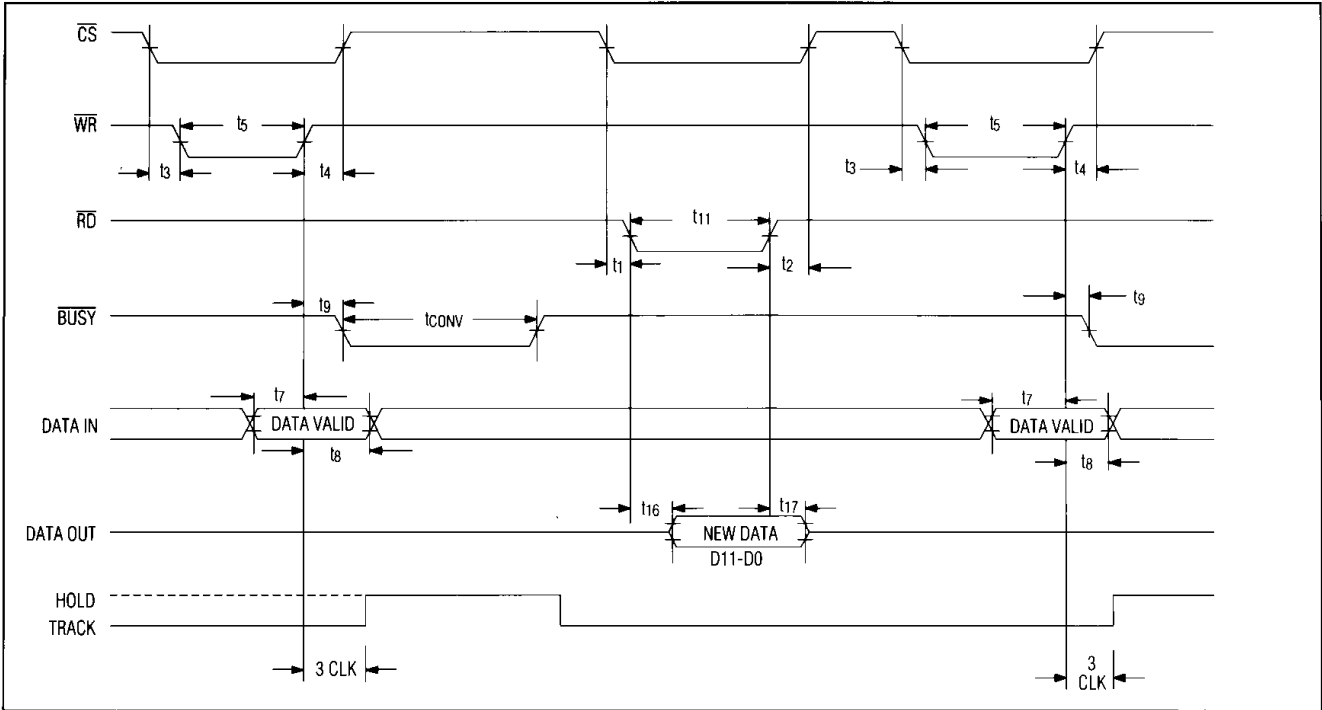 CS
WR
t5
t5
t3
t4
t3
t4
RD
t11
t1
t2
BUSY
t9
tCONV
t9
DATA IN
t7
DATA VALID
t8
t7
DATA VALID
t8
DATA OUT
t16
NEW DATA
D11-D0
t17
HOLD
TRACK
3 CLK
3
CLK